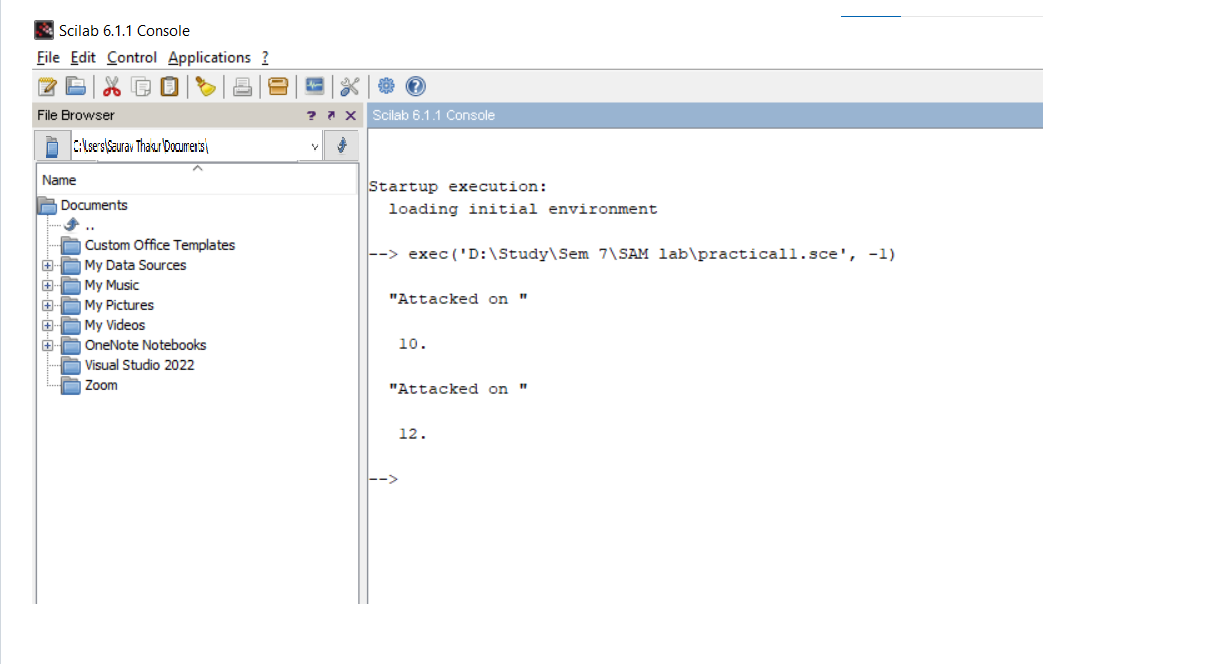 Scilab 6.1.1 Console
File Edit Control Applications ?
File Browser ? X
Scilab 6.1.1 Console
C:\Users\Saurav Thakur\Documents\
Name
Documents
..
Custom Office Templates
My Data Sources
My Music
My Pictures
My Videos
OneNote Notebooks
Visual Studio 2022
Zoom
Startup execution:
loading initial environment
--> exec('D:\Study\Sem 7\SAM lab\practical1.sce', -1)
"Attacked on "
10.
"Attacked on "
12.
-->